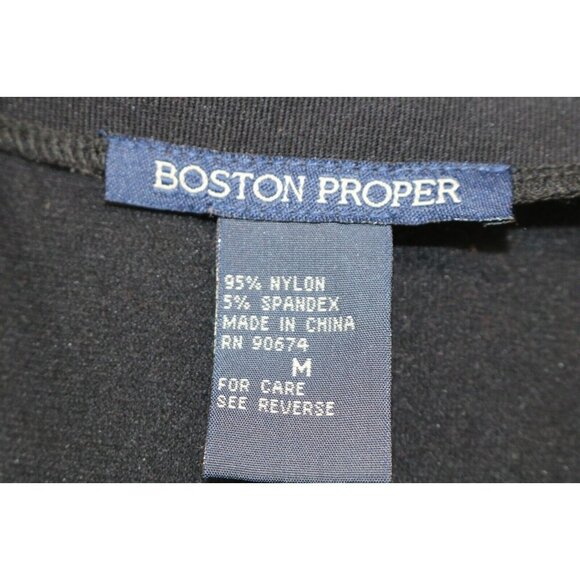 BOSTON PROPER
95% NYLON
5% SPANDEX
MADE IN CHINA
RN 90674
M
FOR CARE
SEE REVERSE